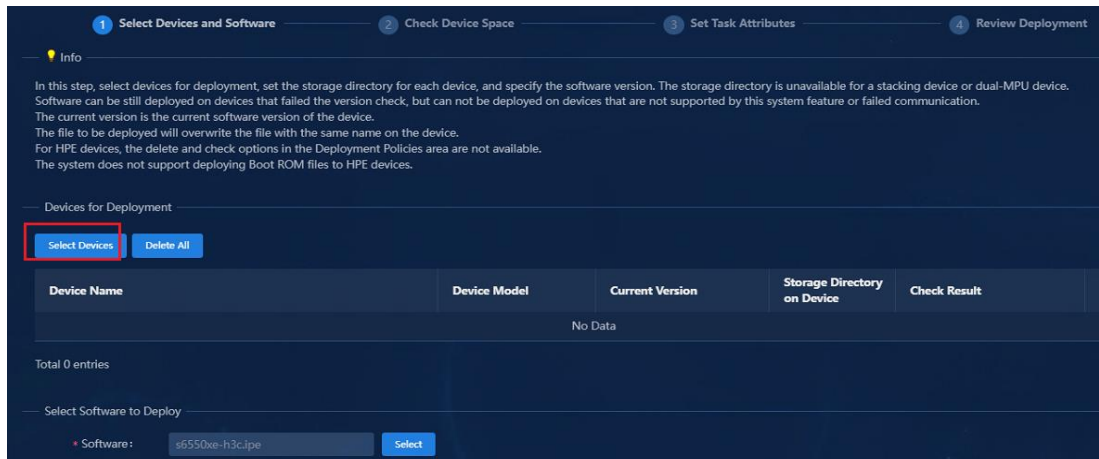 1 Select Devices and Software 2 Check Device Space 3 Set Task Attributes 4 Review Deployment
Info
In this step, select devices for deployment, set the storage directory for each device, and specify the software version. The storage directory is unavailable for a stacking device or dual-MPU device.
Software can be still deployed on devices that failed the version check, but can not be deployed on devices that are not supported by this system feature or failed communication.
The current version is the current software version of the device.
The file to be deployed will overwrite the file with the same name on the device.
For HPE devices, the delete and check options in the Deployment Policies area are not available.
The system does not support deploying Boot ROM files to HPE devices.
Devices for Deployment
Select Devices Delete All
Device Name Device Model Current Version Storage Directory on Device Check Result
No Data
Total 0 entries
Select Software to Deploy
* Software: s6550xe-h3c.ipe Select